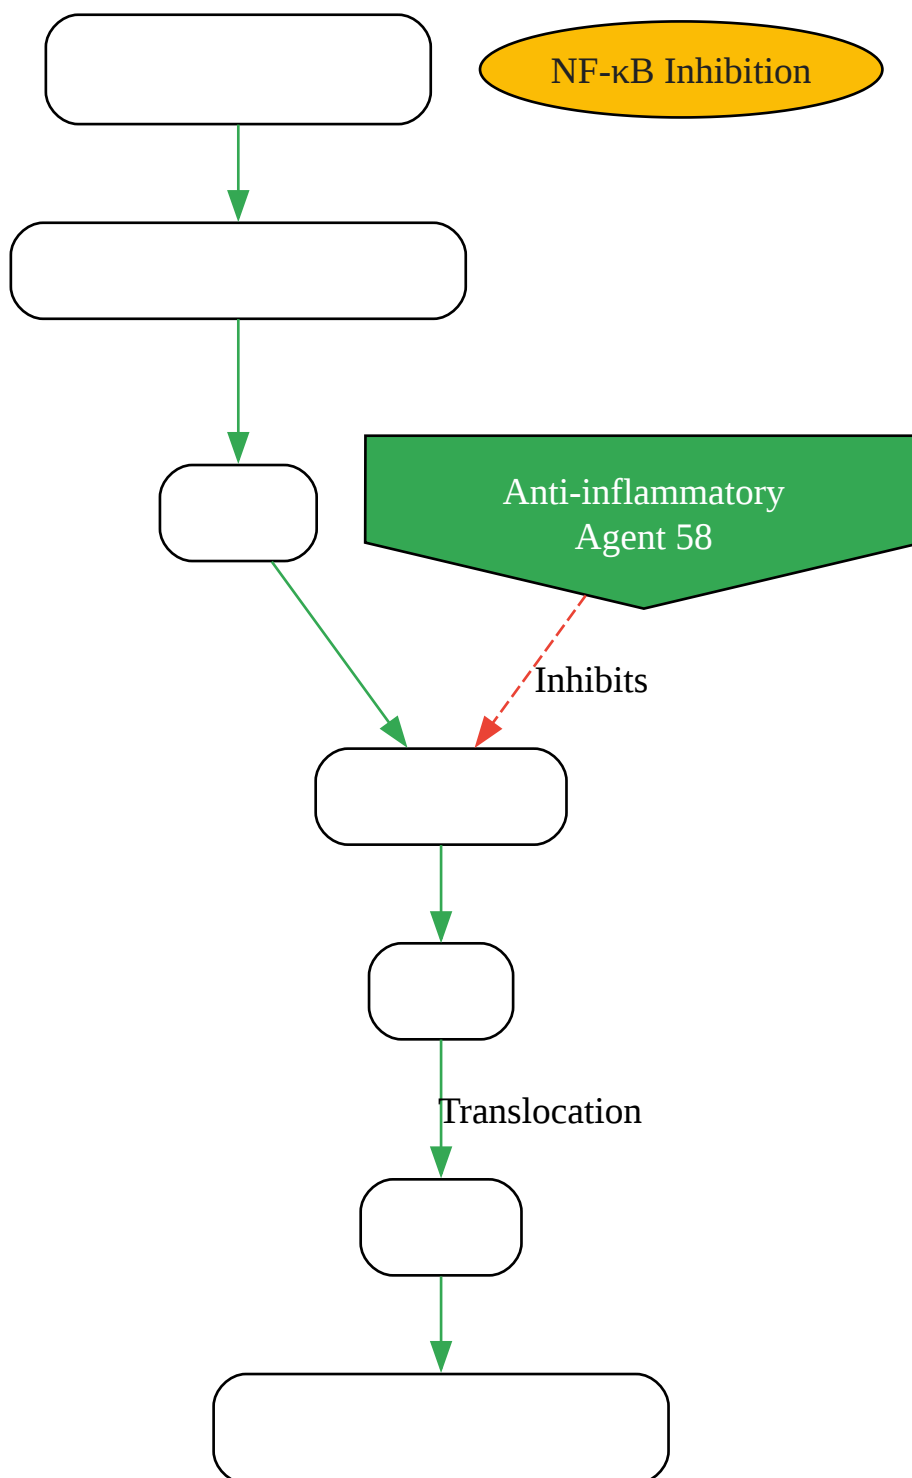 NF-κB Inhibition
Anti-inflammatory
Agent 58
Inhibits
Translocation